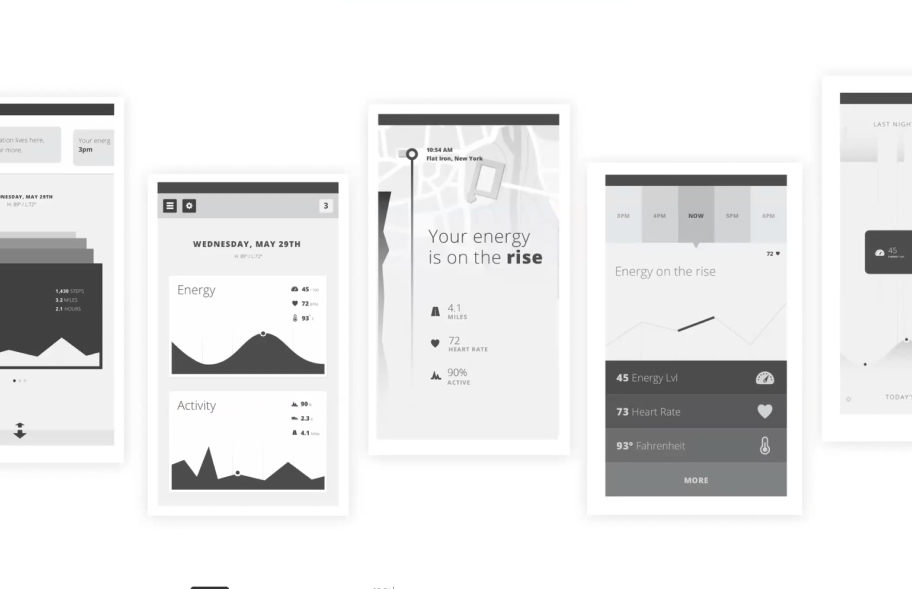 ation lives here,
r more.
Your energ
3pm
NESDAY, MAY 29TH
1,430 STEPS
3.2 MILES
2.1 HOURS
3
WEDNESDAY, MAY 29TH
H: 89° / L:72°
Energy
45
72
93°
Activity
90
2.3
4.1
10:54 AM
Flat Iron, New York
Your energy
is on the rise
4.1
MILES
72
HEART RATE
90%
ACTIVE
3PM 4PM NOW 5PM 6PM
72
Energy on the rise
45 Energy Lvl
73 Heart Rate
93° Fahrenheit
MORE
LAST NIGH
45
TODAY'S